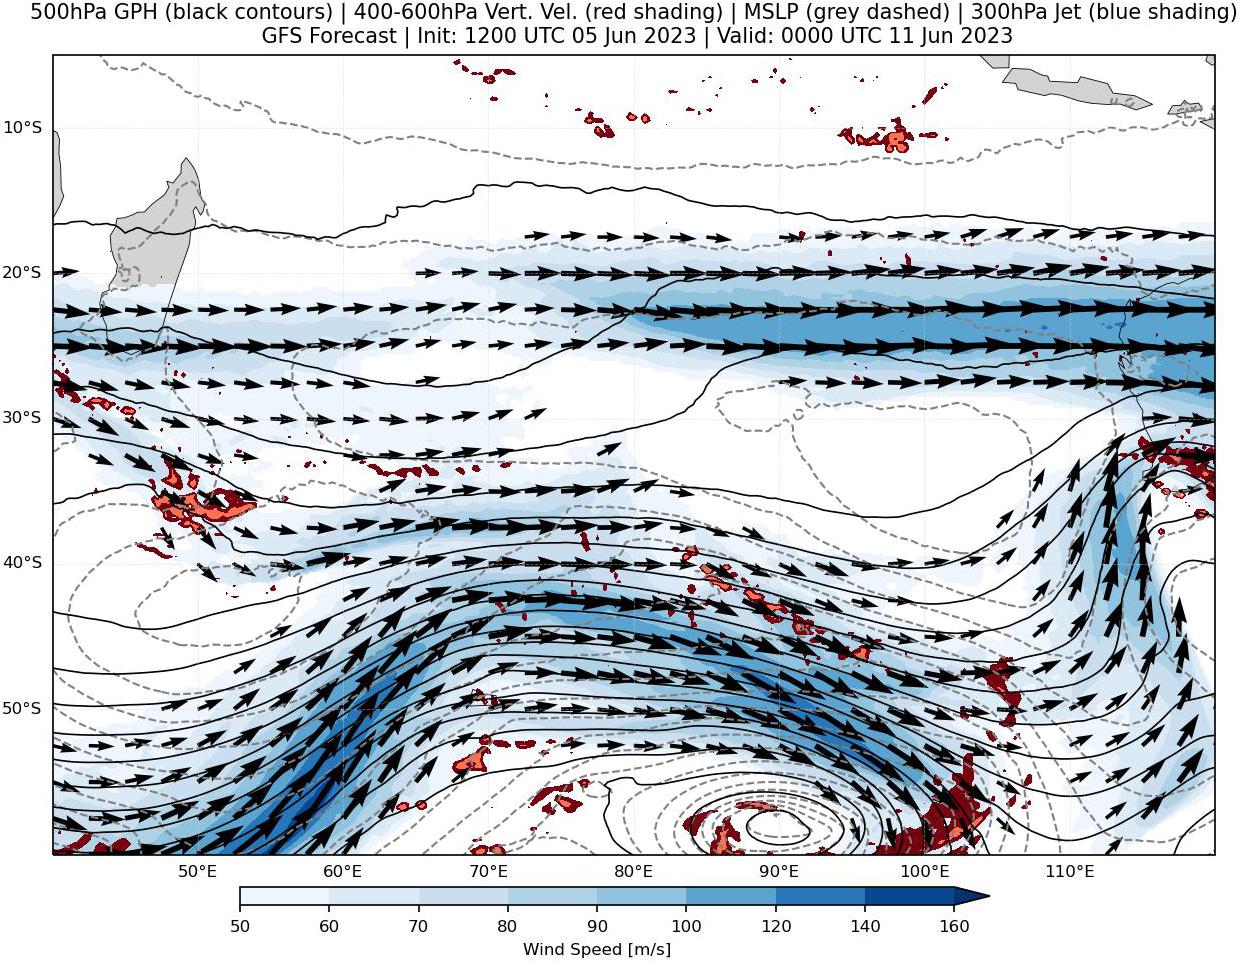 500hPa GPH (black contours) | 400-600hPa Vert. Vel. (red shading) | MSLP (grey dashed) | 300hPa Jet (blue shading)
GFS Forecast | Init: 1200 UTC 05 Jun 2023 | Valid: 0000 UTC 11 Jun 2023
10°S
20°S
30°S
40°S
50°S
50°E 60°E 70°E 80°E 90°E 100°E 110°E
50 60 70 80 90 100 120 140 160
Wind Speed [m/s]